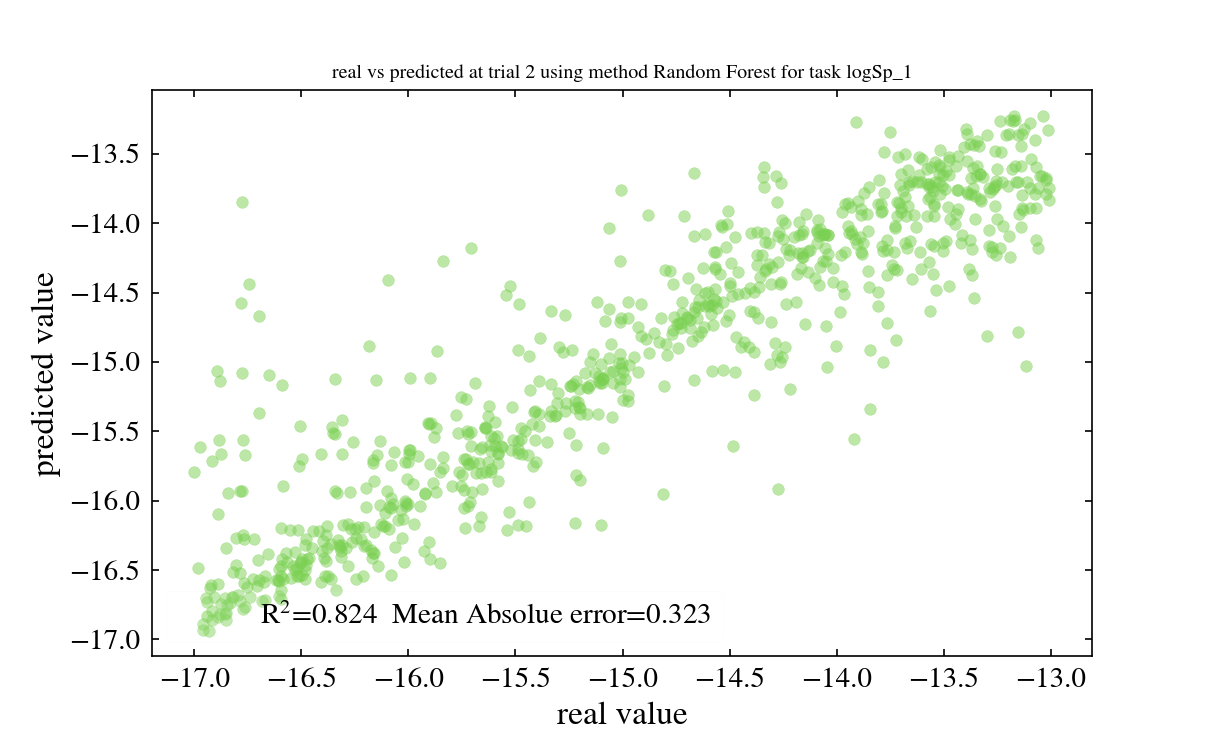 real vs predicted at trial 2 using method Random Forest for task logSp_1
predicted value
−13.5
−14.0
−14.5
−15.0
−15.5
−16.0
−16.5
−17.0
R²=0.824 Mean Absolue error=0.323
−17.0 −16.5 −16.0 −15.5 −15.0 −14.5 −14.0 −13.5 −13.0
real value